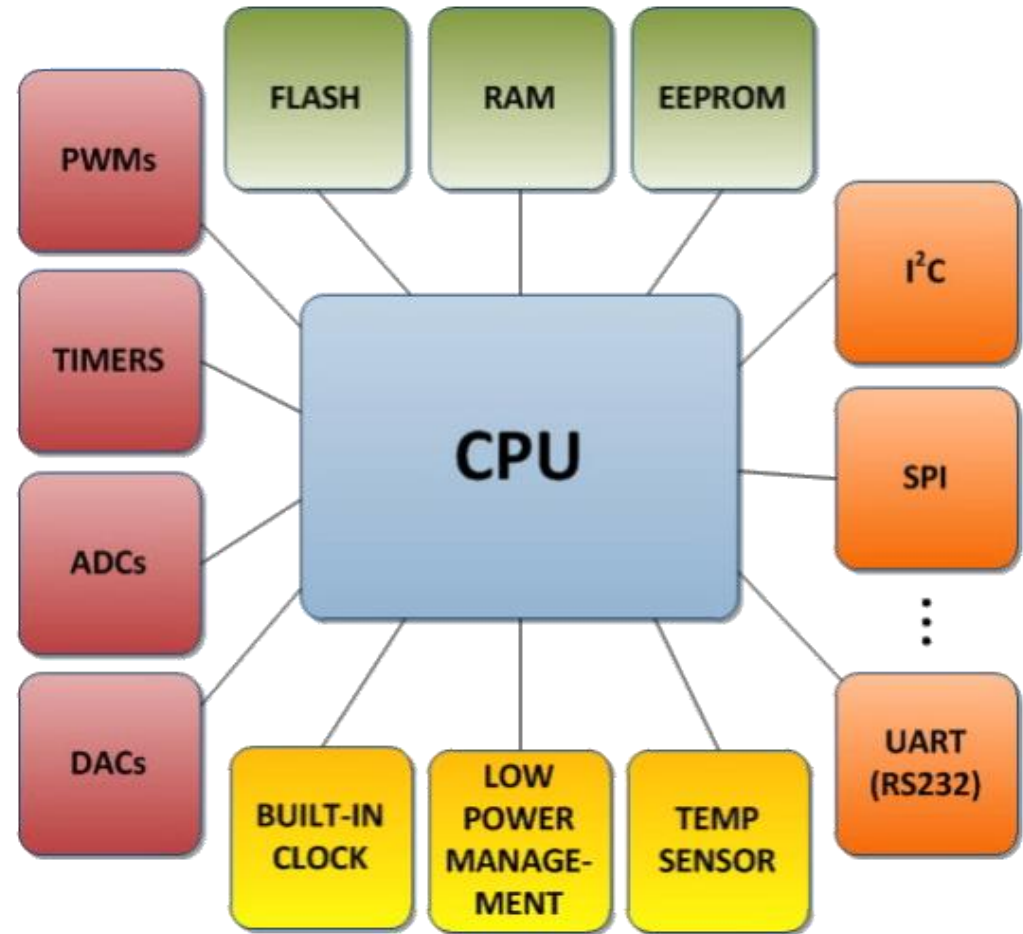 FLASH
RAM
EEPROM
PWMs
TIMERS
ADCs
DACs
CPU
I²C
SPI
UART
(RS232)
BUILT-IN
CLOCK
LOW
POWER
MANAGE-
MENT
TEMP
SENSOR